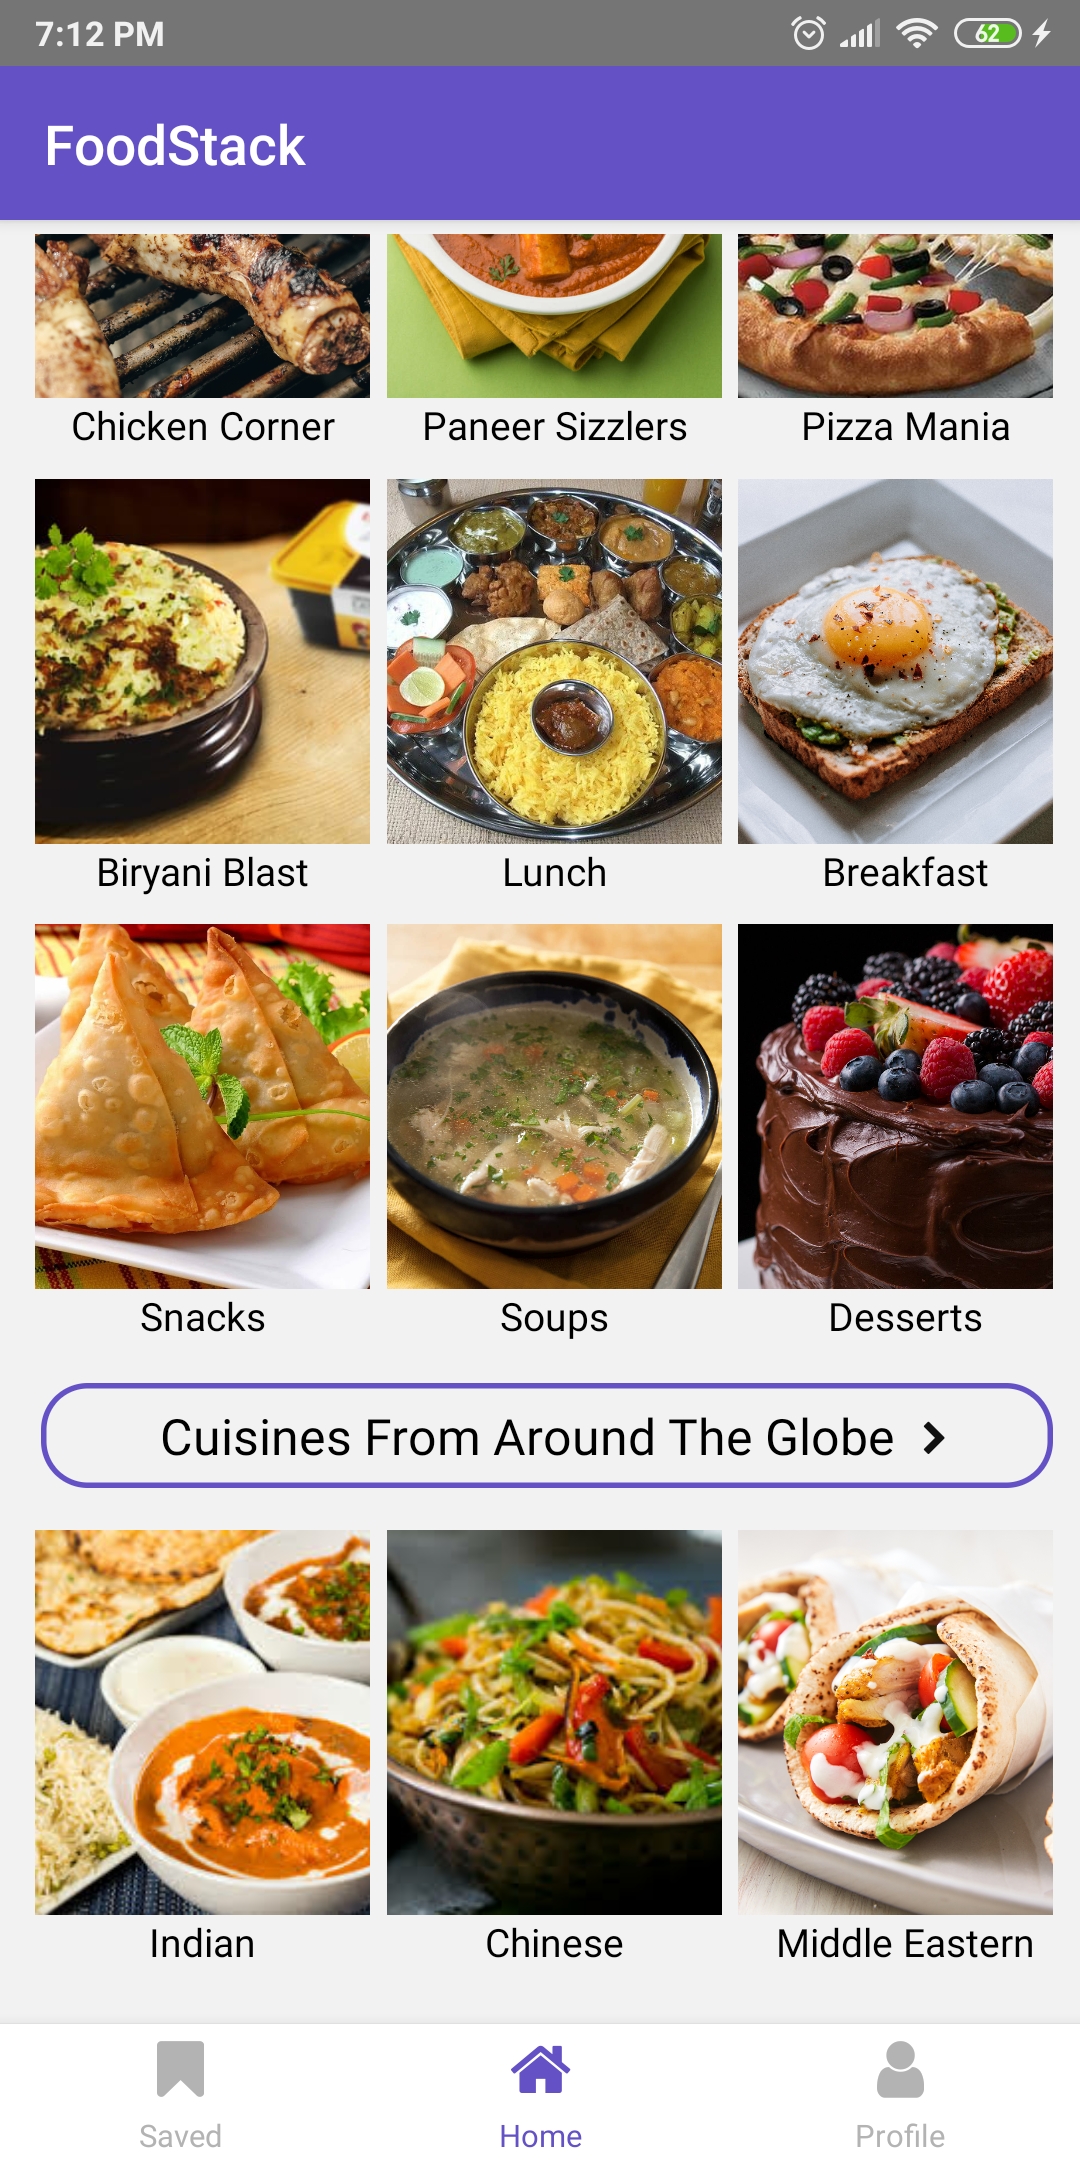 7:12 PM
62
FoodStack
Chicken Corner
Paneer Sizzlers
Pizza Mania
Biryani Blast
Lunch
Breakfast
Snacks
Soups
Desserts
Cuisines From Around The Globe
Indian
Chinese
Middle Eastern
Saved
Home
Profile